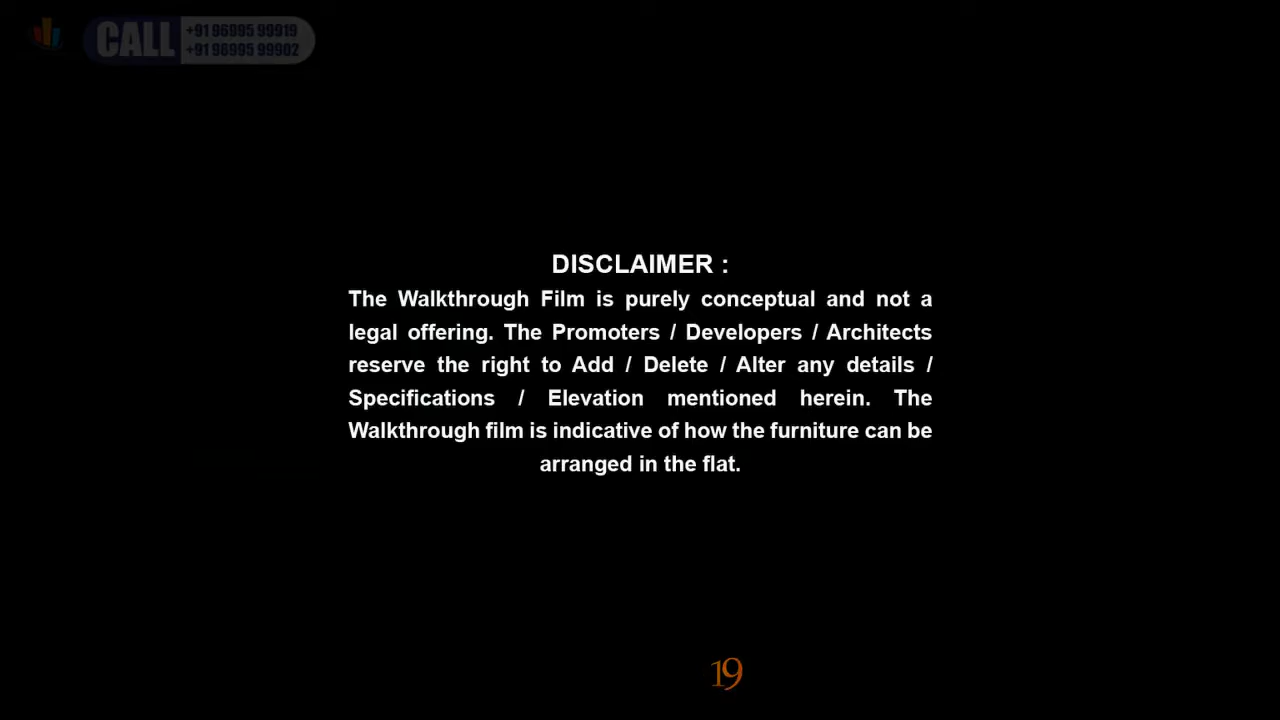 CALL
+91 96995 99919
+91 96995 99902
DISCLAIMER :
The Walkthrough Film is purely conceptual and not a
legal offering. The Promoters / Developers / Architects
reserve the right to Add / Delete / Alter any details /
Specifications / Elevation mentioned herein. The
Walkthrough film is indicative of how the furniture can be
arranged in the flat.
19